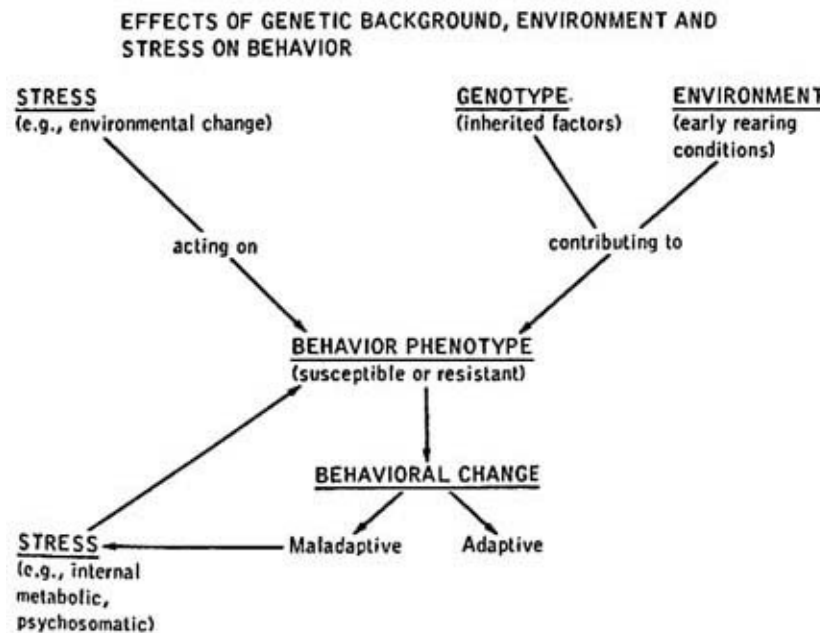 EFFECTS OF GENETIC BACKGROUND, ENVIRONMENT AND
STRESS ON BEHAVIOR
STRESS
(e.g., environmental change)
GENOTYPE
(inherited factors)
ENVIRONMENT
(early rearing
conditions)
acting on
contributing to
BEHAVIOR PHENOTYPE
(susceptible or resistant)
BEHAVIORAL CHANGE
Maladaptive
Adaptive
STRESS
(e.g., internal
metabolic,
psychosomatic)